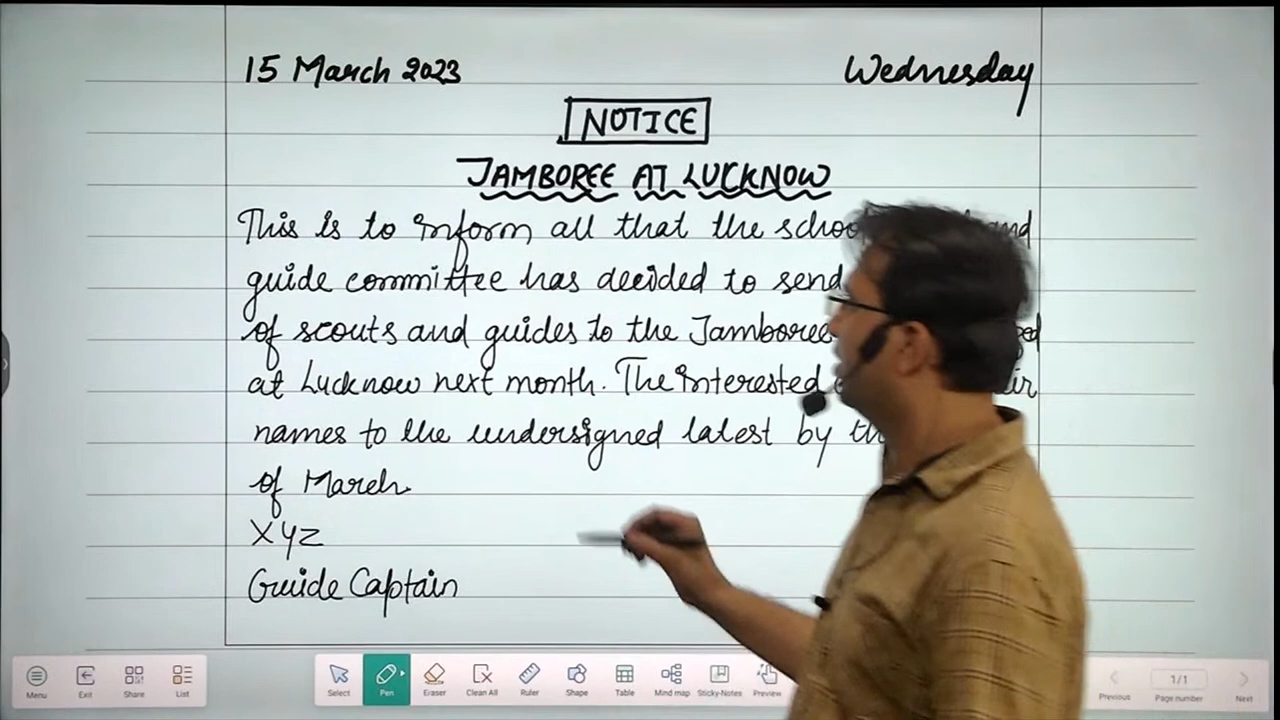 15 March 2023 Wednesday
NOTICE
JAMBOREE AT LUCKNOW
This is to inform all that the and
guide committee has decided to send
of scouts and guides to the Jamboree
at Lucknow next month. The interested
names to the undersigned latest by
of March
XYZ
Guide Captain
Menu Exit Share List Select Pen Eraser Clean All Ruler Shape Table Mind map Sticky-Notes Preview Previous 1/1 Page number Next